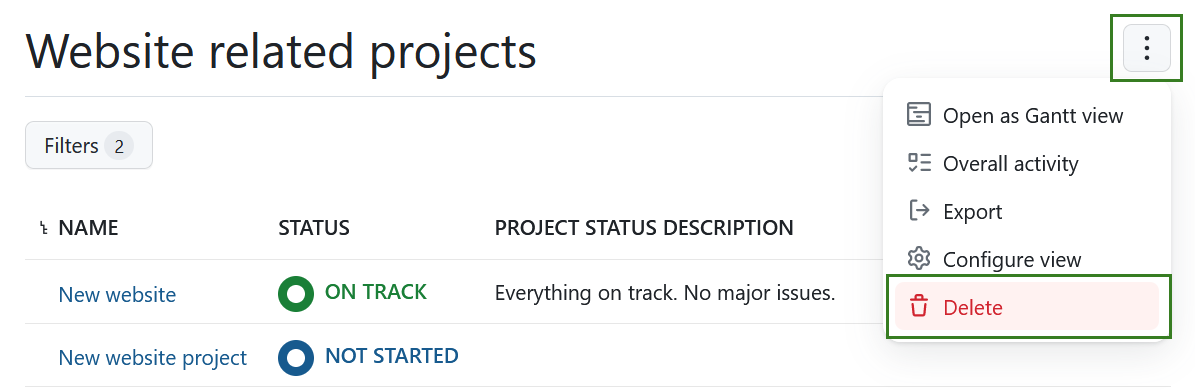 Website related projects
Open as Gantt view
Filters 2
Overall activity
Export
NAME STATUS PROJECT STATUS DESCRIPTION
Configure view
New website ON TRACK Everything on track. No major issues.
Delete
New website project NOT STARTED